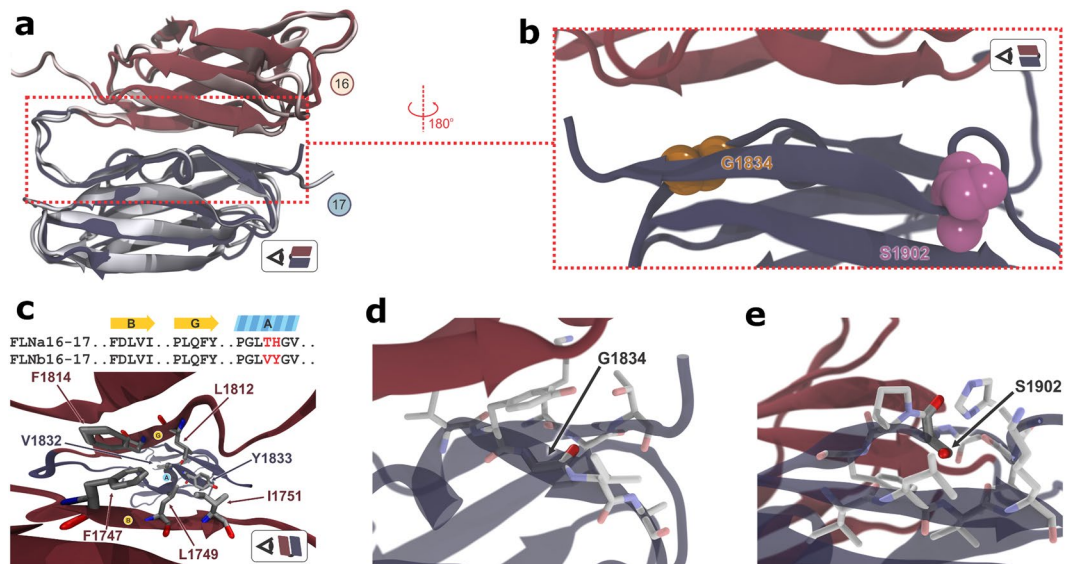 a
16
17
180°
b
G1834
S1902
c
B G A
FLNa16-17..FDLVI..PLQFY..PGLTHGV..
FLNb16-17..FDLVI..PLQFY..PGLVYGV..
F1814
L1812
V1832
G
Y1833
A
I1751
B
F1747
L1749
d
G1834
e
S1902